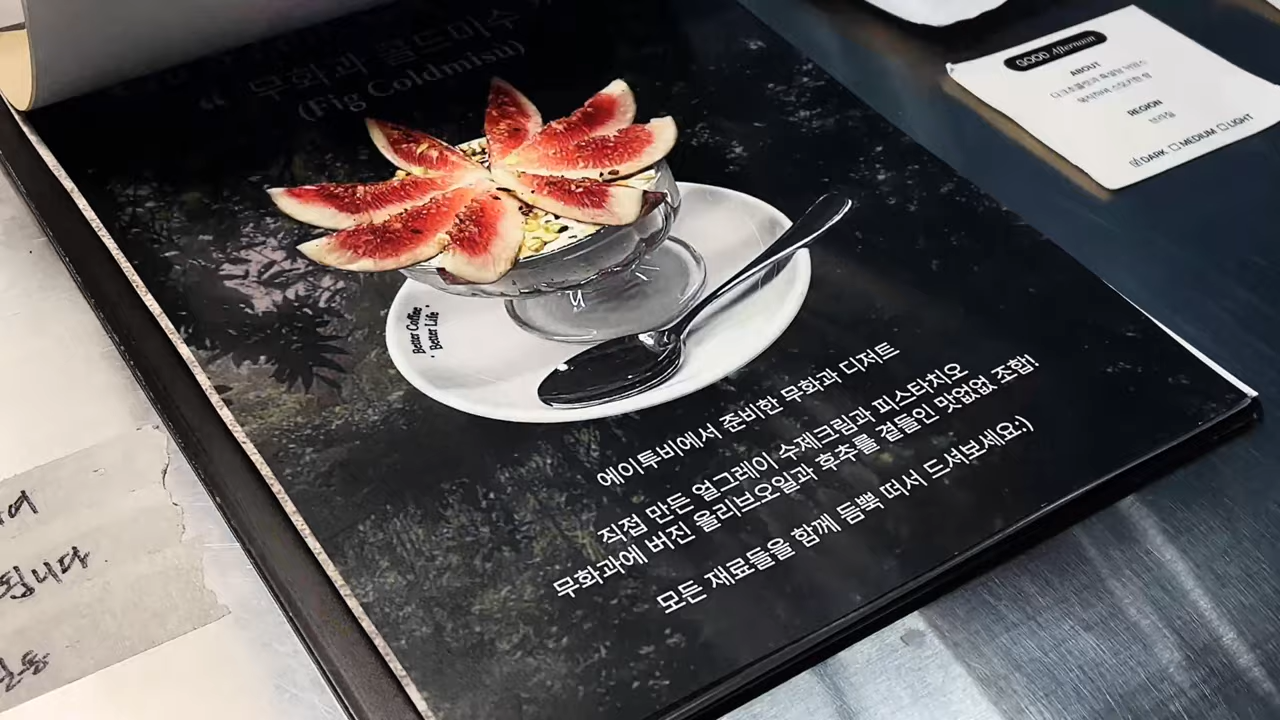 “ 무화과 골드미수 ”
(Fig Goldmisu)
Better Coffee
' Better Life '
에이투비에서 준비한 무화과 디저트
직접 만든 얼그레이 수제크림과 피스타치오
무화과에 버진 올리브오일과 후추를 곁들인 맛없없 조합!
모든 재료들을 함께 듬뿍 떠서 드셔보세요:)
GOOD Afternoon
ABOUT
REGION
☑DARK ☐MEDIUM ☐LIGHT
됩니다.